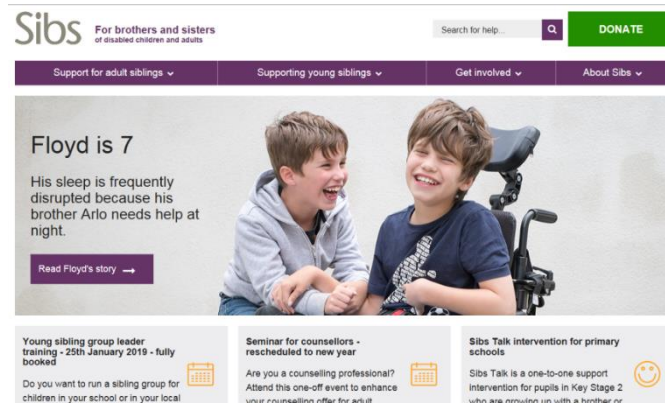 Sibs
For brothers and sisters
of disabled children and adults
Search for help...
DONATE
Support for adult siblings
Supporting young siblings
Get involved
About Sibs
Floyd is 7
His sleep is frequently
disrupted because his
brother Arlo needs help at
night.
Read Floyd's story →
Young sibling group leader
training - 25th January 2019 - fully
booked
Do you want to run a sibling group for
children in your school or in your local
Seminar for counsellors -
rescheduled to new year
Are you a counselling professional?
Attend this one-off event to enhance
your counselling offer for adult
Sibs Talk intervention for primary
schools
Sibs Talk is a one-to-one support
intervention for pupils in Key Stage 2
who are growing up with a brother or